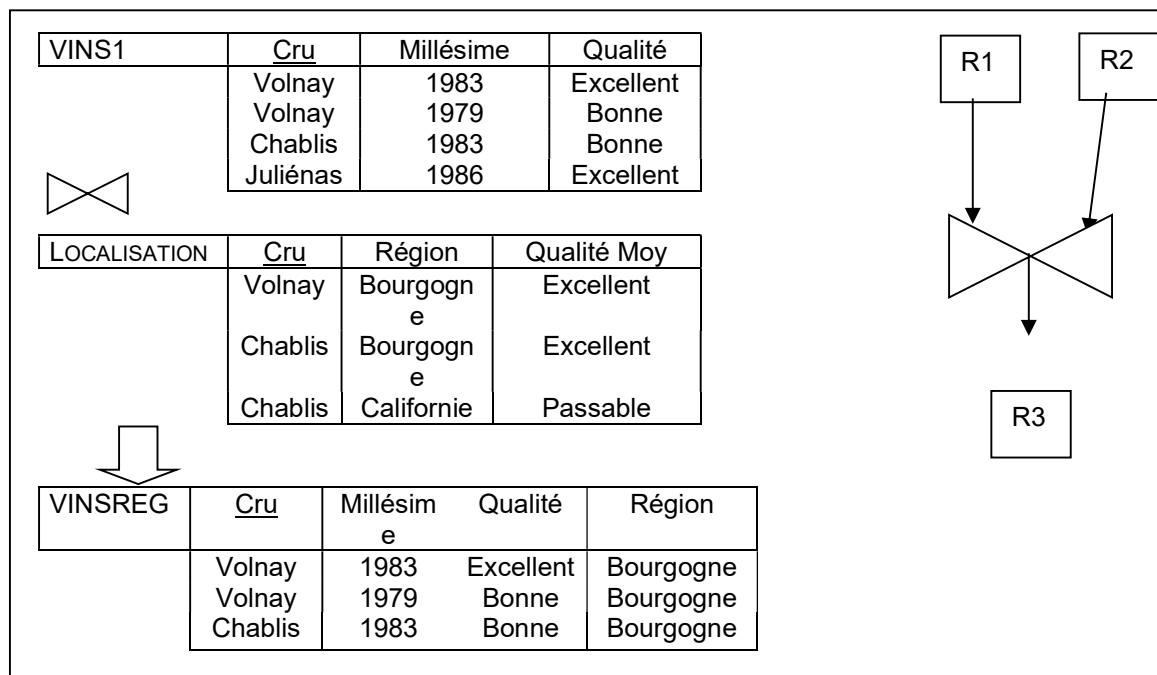 VINS1 Cru Millésime Qualité
Volnay 1983 Excellent
Volnay 1979 Bonne
Chablis 1983 Bonne
Juliénas 1986 Excellent
LOCALISATION Cru Région Qualité Moy
Volnay Bourgogn Excellent
e
Chablis Bourgogn Excellent
e
Chablis Californie Passable
VINSREG Cru Millésim Qualité Région
e
Volnay 1983 Excellent Bourgogne
Volnay 1979 Bonne Bourgogne
Chablis 1983 Bonne Bourgogne
R1 R2
R3